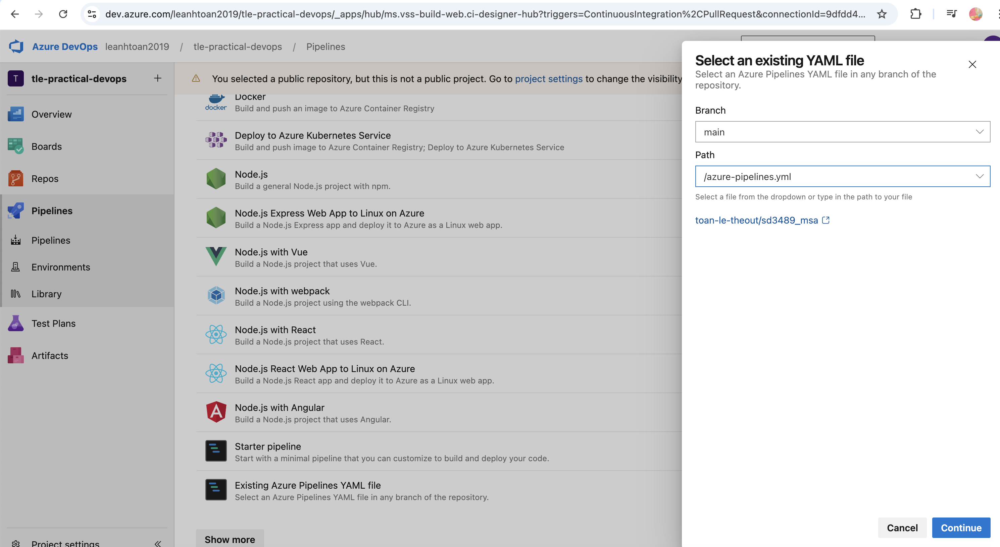 dev.azure.com/leanhtoan2019/tle-practical-devops/_apps/hub/ms.vss-build-web.ci-designer-hub?triggers=ContinuousIntegration%2CPullRequest&connectionId=9dfdd4...
Azure DevOps leanhtoan2019 / tle-practical-devops / Pipelines
T tle-practical-devops +
Overview
Boards
Repos
Pipelines
Pipelines
Environments
Library
Test Plans
Artifacts
Project settings
You selected a public repository, but this is not a public project. Go to project settings to change the visibility
docker
Docker
Build and push an image to Azure Container Registry
Deploy to Azure Kubernetes Service
Build and push image to Azure Container Registry; Deploy to Azure Kubernetes Service
Node.js
Build a general Node.js project with npm.
Node.js Express Web App to Linux on Azure
Build a Node.js Express app and deploy it to Azure as a Linux web app.
Node.js with Vue
Build a Node.js project that uses Vue.
Node.js with webpack
Build a Node.js project using the webpack CLI.
Node.js with React
Build a Node.js project that uses React.
Node.js React Web App to Linux on Azure
Build a Node.js React app and deploy it to Azure as a Linux web app.
Node.js with Angular
Build a Node.js project that uses Angular.
Starter pipeline
Start with a minimal pipeline that you can customize to build and deploy your code.
Existing Azure Pipelines YAML file
Select an Azure Pipelines YAML file in any branch of the repository.
Show more
Select an existing YAML file
Select an Azure Pipelines YAML file in any branch of the
repository.
Branch
main
Path
/azure-pipelines.yml
Select a file from the dropdown or type in the path to your file
toan-le-theout/sd3489_msa
Cancel
Continue